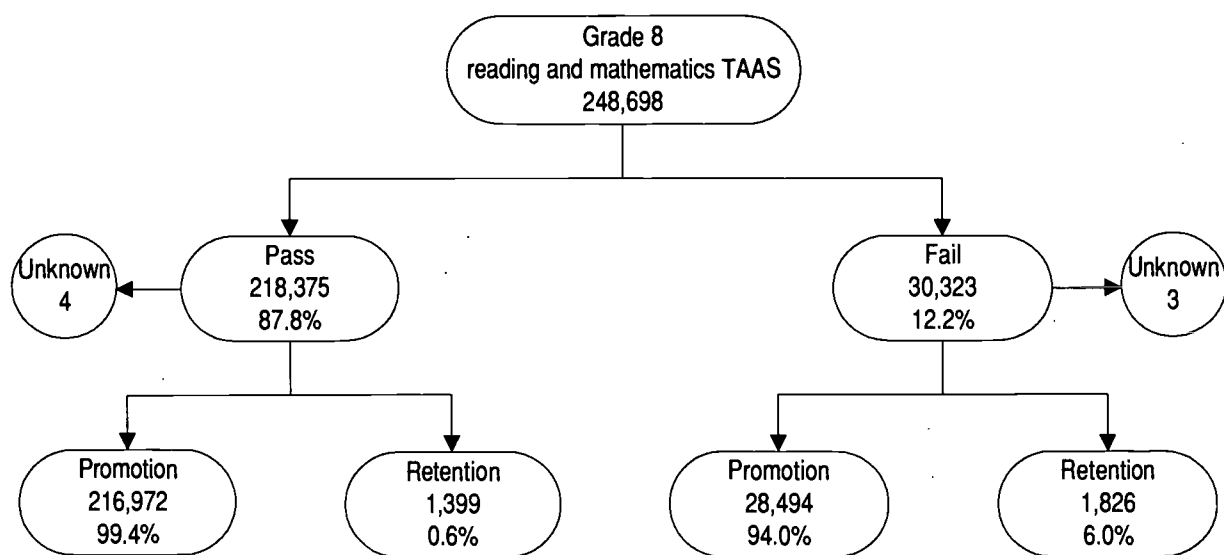 Grade 8
reading and mathematics TAAS
248,698
Unknown
4
Pass
218,375
87.8%
Fail
30,323
12.2%
Unknown
3
Promotion
216,972
99.4%
Retention
1,399
0.6%
Promotion
28,494
94.0%
Retention
1,826
6.0%